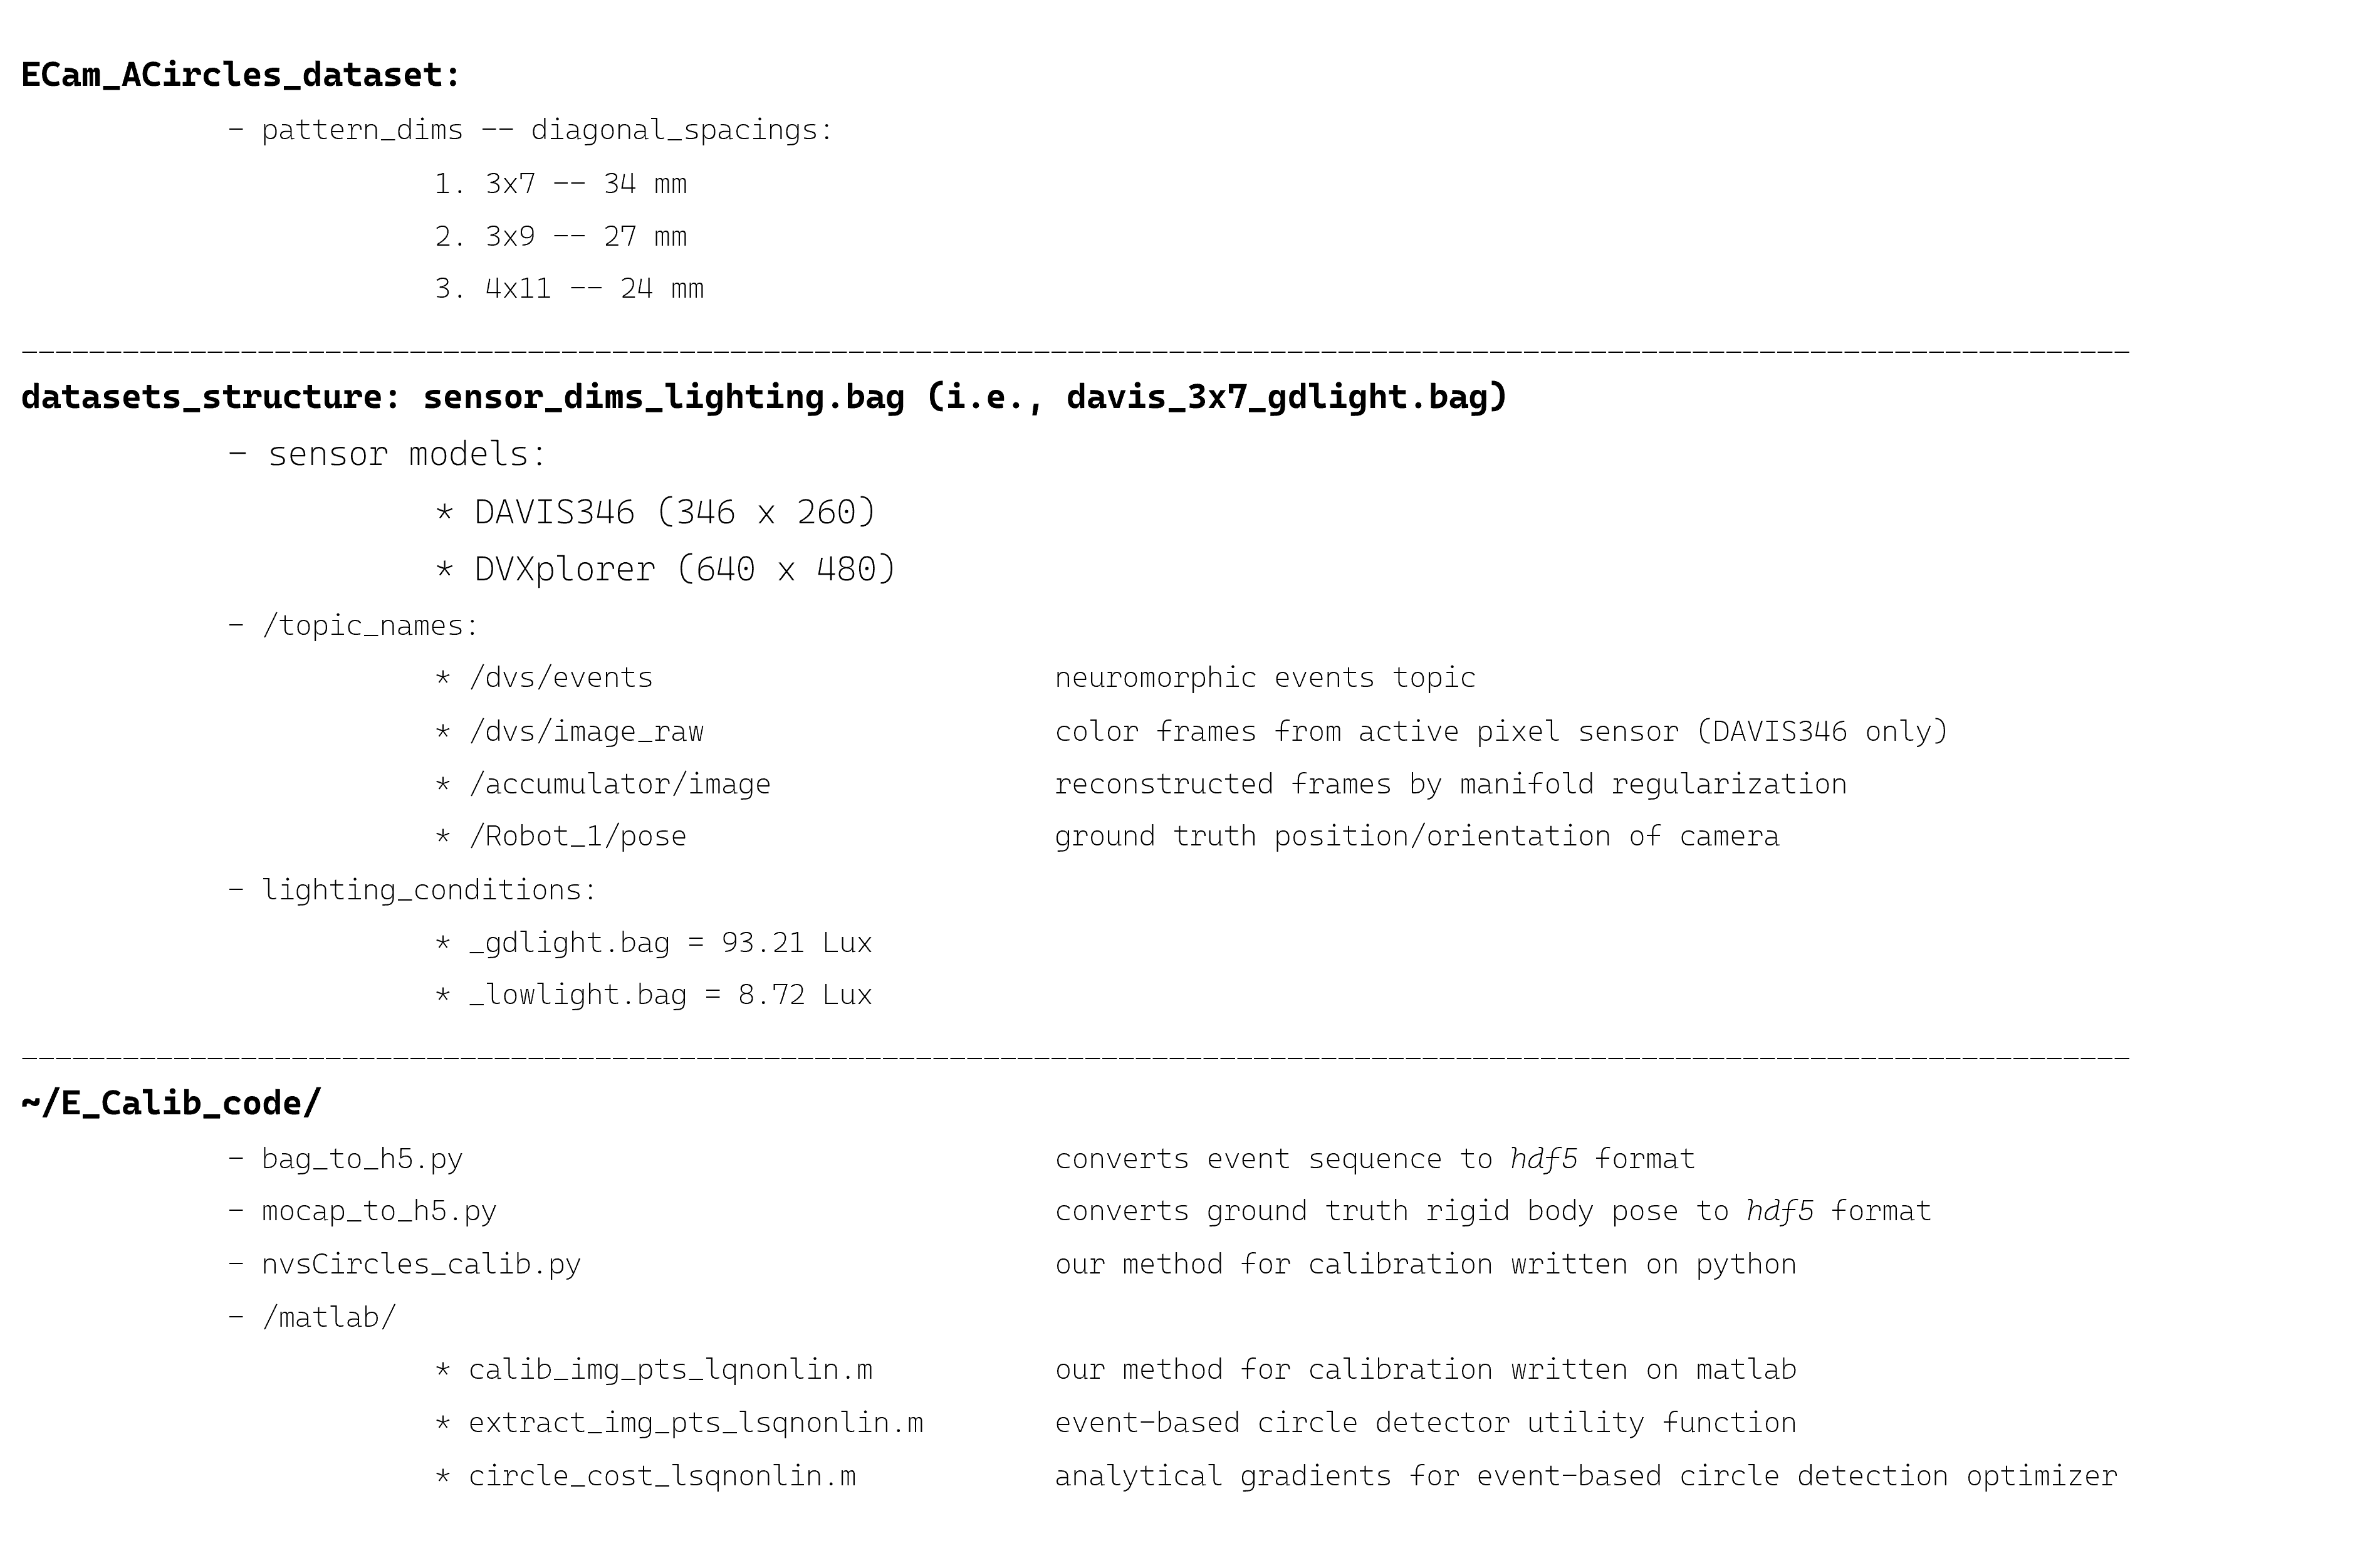 ECam_ACircles_dataset:
- pattern_dims -- diagonal_spacings:
1. 3x7 -- 34 mm
2. 3x9 -- 27 mm
3. 4x11 -- 24 mm
datasets_structure: sensor_dims_lighting.bag (i.e., davis_3x7_gdlight.bag)
- sensor models:
* DAVIS346 (346 x 260)
* DVXplorer (640 x 480)
- /topic_names:
* /dvs/events neuromorphic events topic
* /dvs/image_raw color frames from active pixel sensor (DAVIS346 only)
* /accumulator/image reconstructed frames by manifold regularization
* /Robot_1/pose ground truth position/orientation of camera
- lighting_conditions:
* _gdlight.bag = 93.21 Lux
* _lowlight.bag = 8.72 Lux
~/E_Calib_code/
- bag_to_h5.py converts event sequence to hdf5 format
- mocap_to_h5.py converts ground truth rigid body pose to hdf5 format
- nvsCircles_calib.py our method for calibration written on python
- /matlab/
* calib_img_pts_lqnonlin.m our method for calibration written on matlab
* extract_img_pts_lsqnonlin.m event-based circle detector utility function
* circle_cost_lsqnonlin.m analytical gradients for event-based circle detection optimizer